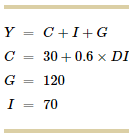 Y = C + I + G
C = 30 + 0.6 × DI
G = 120
I = 70